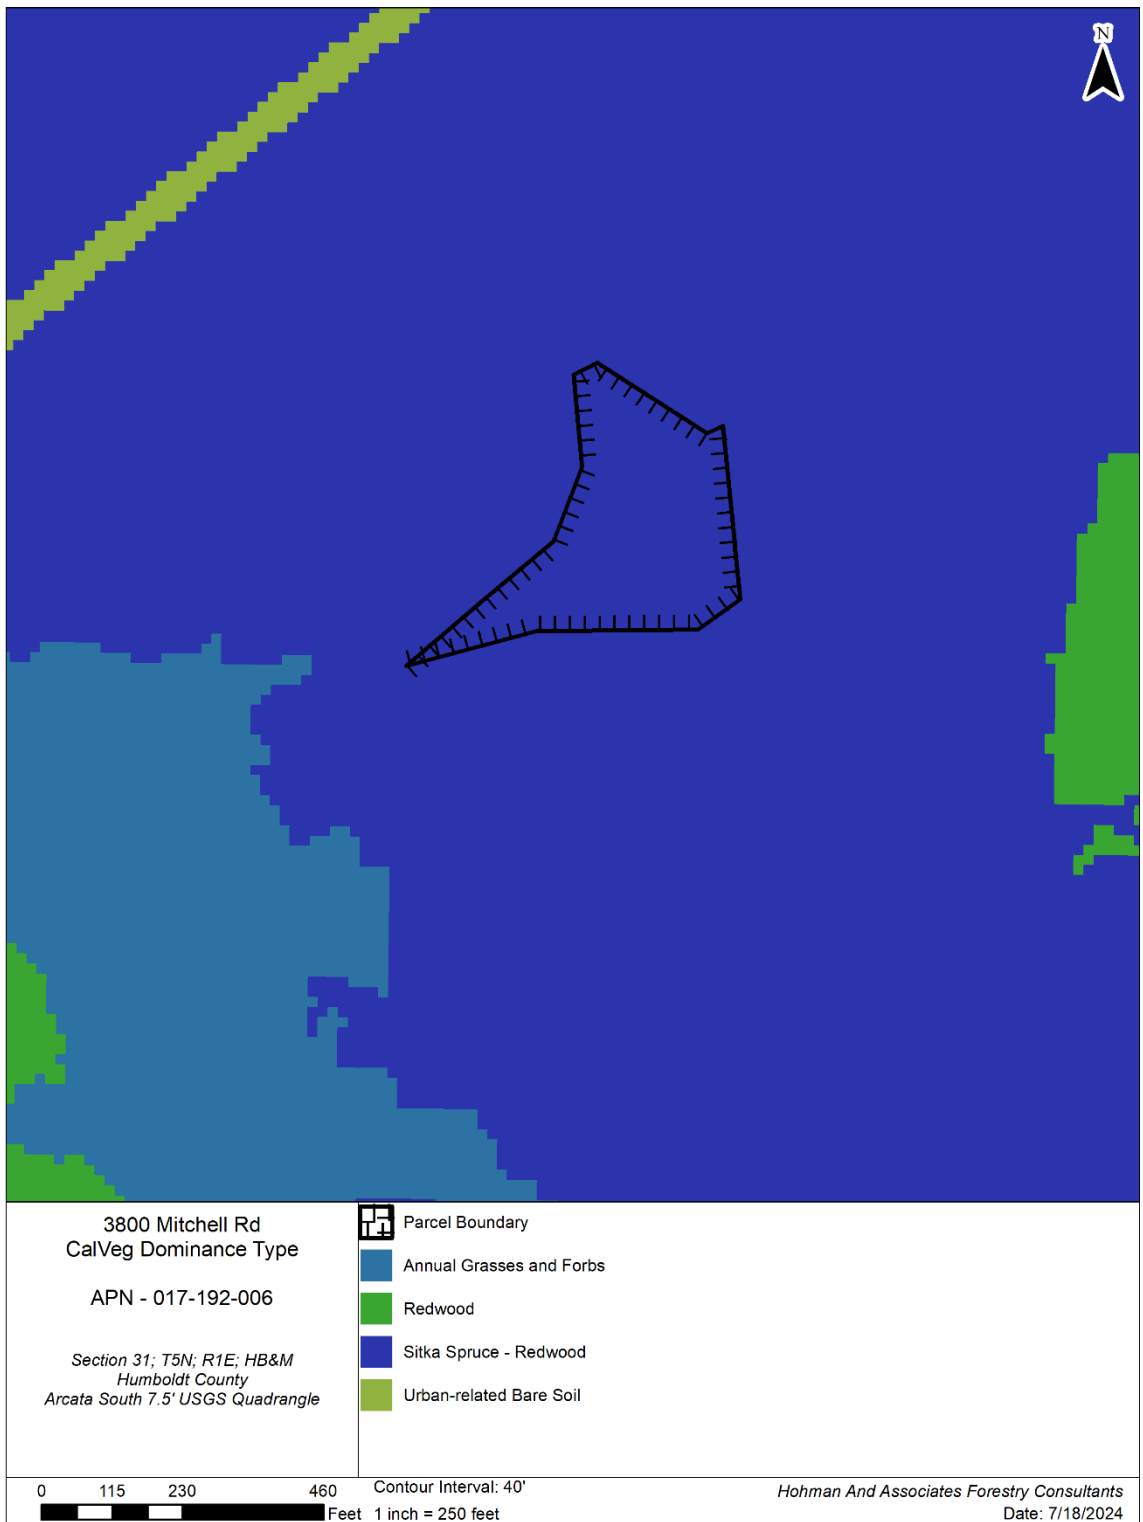 N
3800 Mitchell Rd
CalVeg Dominance Type
APN - 017-192-006
Section 31; T5N; R1E; HB&M
Humboldt County
Arcata South 7.5' USGS Quadrangle
Parcel Boundary
Annual Grasses and Forbs
Redwood
Sitka Spruce - Redwood
Urban-related Bare Soil
0 115 230 460
Feet
Contour Interval: 40'
1 inch = 250 feet
Hohman And Associates Forestry Consultants
Date: 7/18/2024